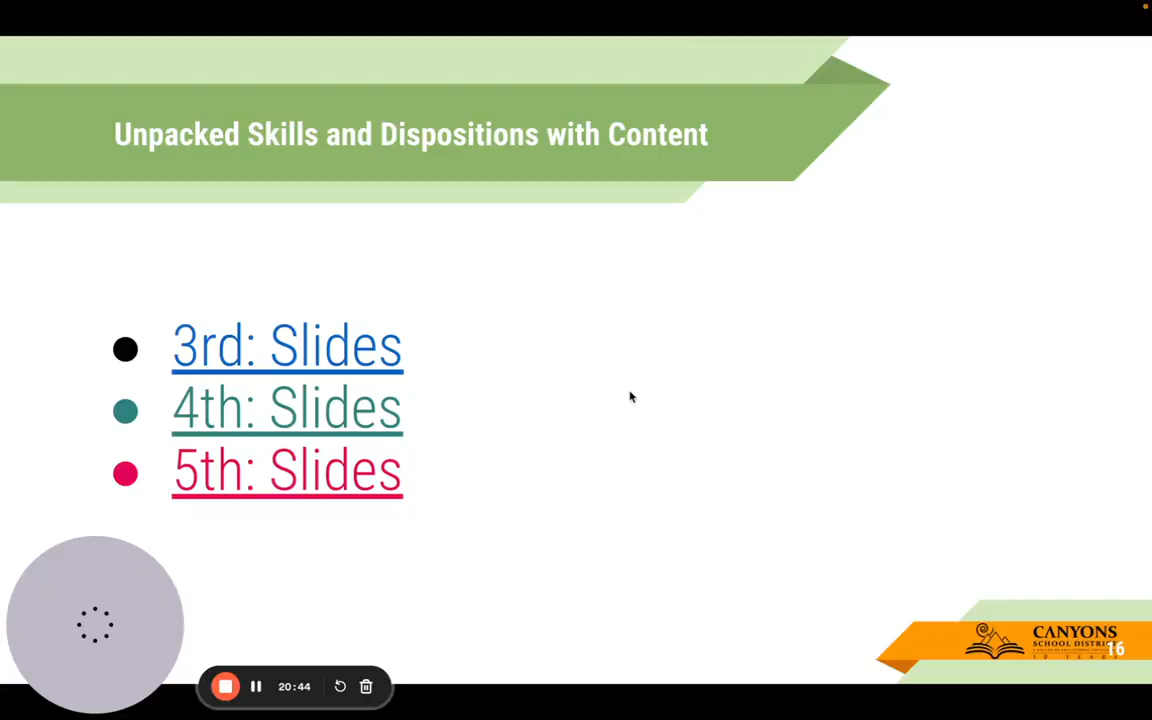 Unpacked Skills and Dispositions with Content
3rd: Slides
4th: Slides
5th: Slides
CANYONS
SCHOOL DISTRICT
16
20:44